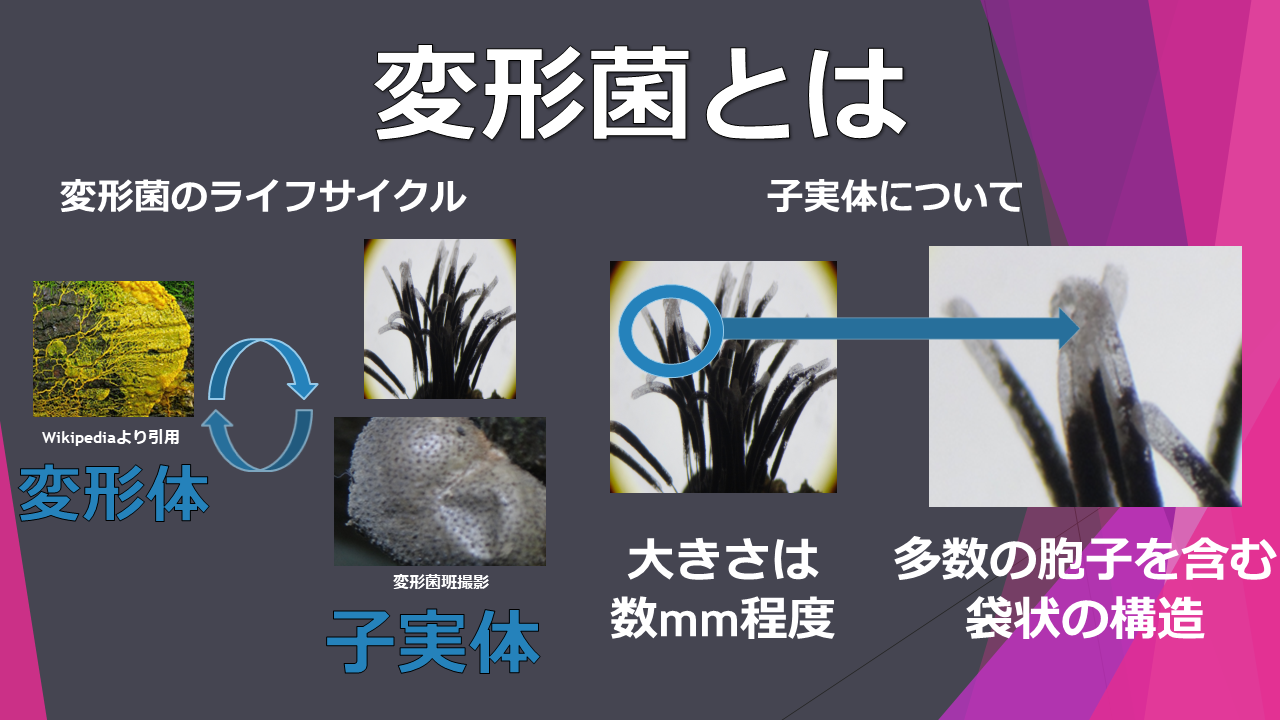 変形菌とは
変形菌のライフサイクル
Wikipediaより引用
変形体
変形菌班撮影
子実体
子実体について
大きさは
数mm程度
多数の胞子を含む
袋状の構造